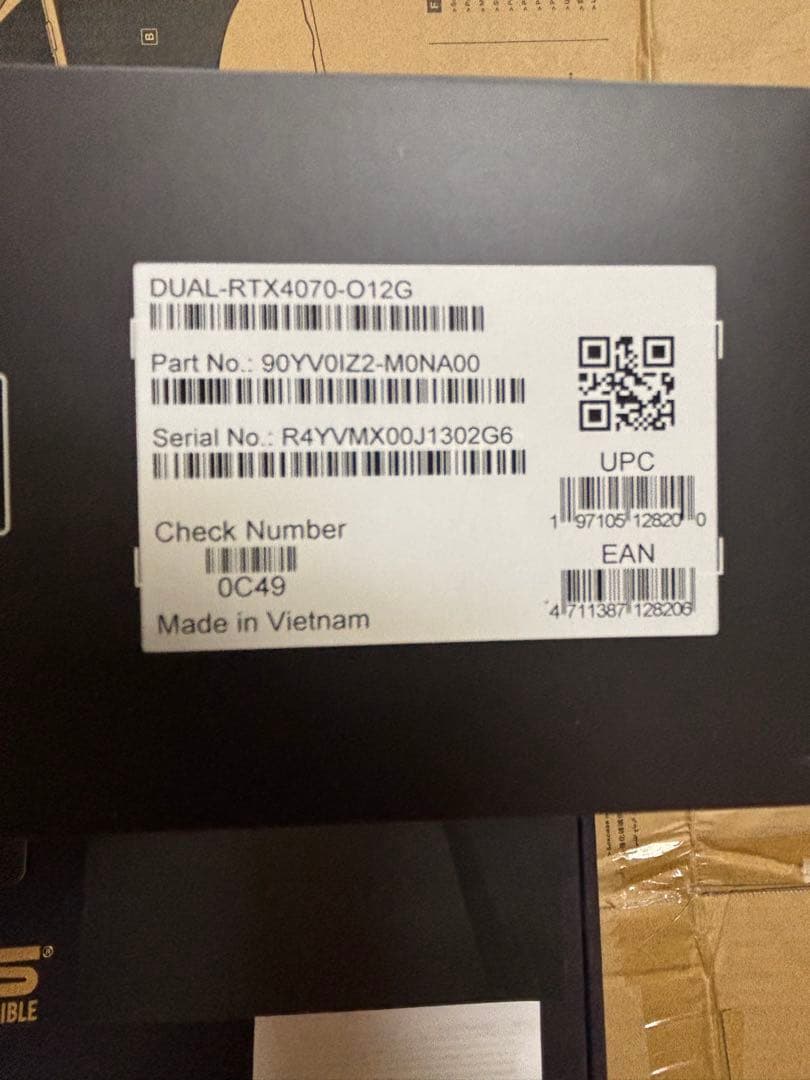 B
DUAL-RTX4070-O12G
Part No.: 90YV0IZ2-M0NA00
Serial No.: R4YVMX00J1302G6
UPC
1 97105 12820 0
Check Number
EAN
0C49
4 711387 128206
Made in Vietnam
S®
IBLE